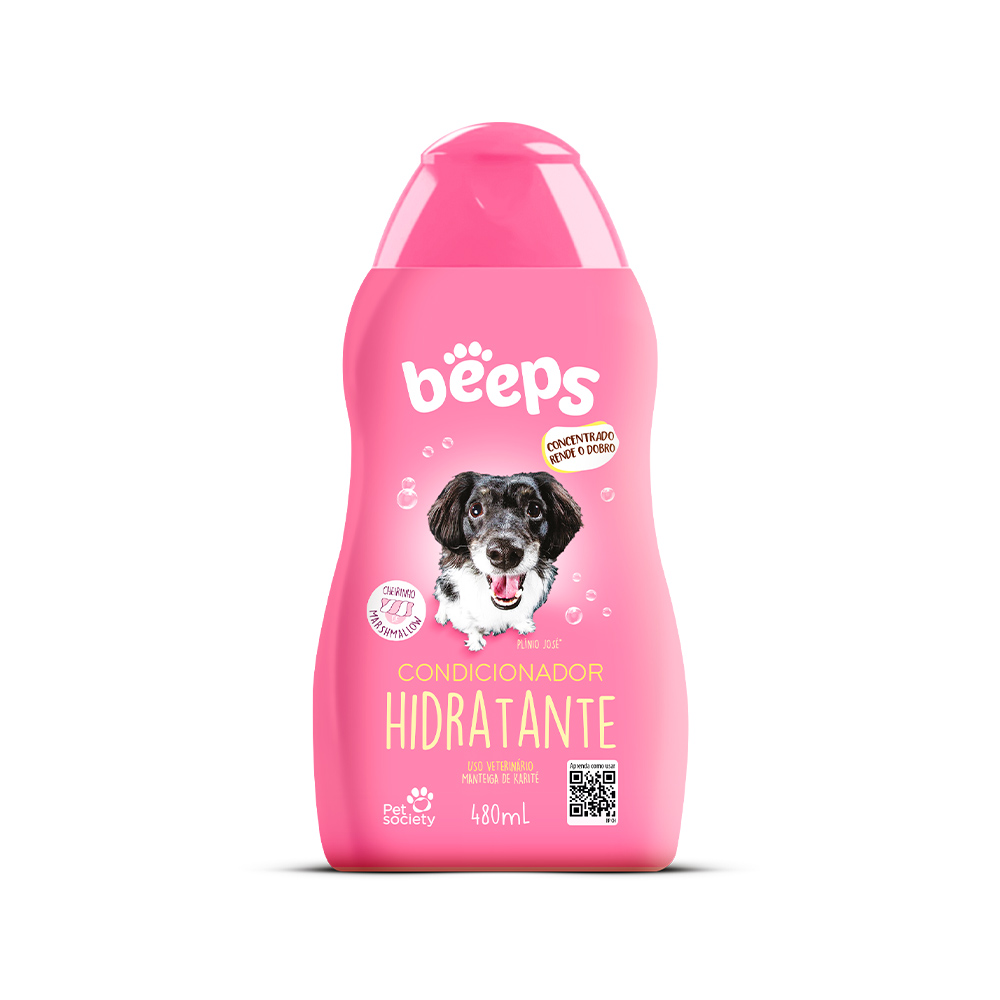 beeps
CONCENTRADO
RENDE O DOBRO
CHEIRINHO
MARSHMALLOW
PLÍNIO JOSÉ*
CONDICIONADOR
HIDRATANTE
USO VETERINÁRIO
MANTEIGA DE KARITÉ
Pet
society
480mL
Aprenda como usar